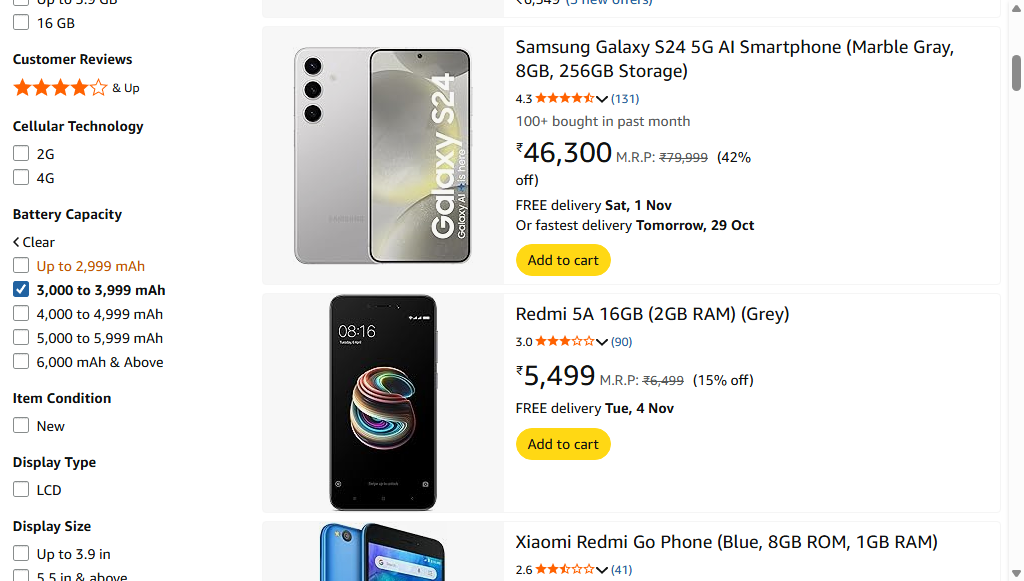 Up to 3.9 GB
16 GB
Customer Reviews
& Up
Cellular Technology
2G
4G
Battery Capacity
Clear
Up to 2,999 mAh
3,000 to 3,999 mAh
4,000 to 4,999 mAh
5,000 to 5,999 mAh
6,000 mAh & Above
Item Condition
New
Display Type
LCD
Display Size
Up to 3.9 in
5.5 in & above
₹6,349 (3 new offers)
Galaxy S24
Galaxy AI is here
SAMSUNG
Samsung Galaxy S24 5G AI Smartphone (Marble Gray,
8GB, 256GB Storage)
4.3 (131)
100+ bought in past month
₹46,300 M.R.P: ₹79,999 (42%
off)
FREE delivery Sat, 1 Nov
Or fastest delivery Tomorrow, 29 Oct
Add to cart
08:16
Swipe up to unlock
Redmi 5A 16GB (2GB RAM) (Grey)
3.0 (90)
₹5,499 M.R.P: ₹6,499 (15% off)
FREE delivery Tue, 4 Nov
Add to cart
Xiaomi Redmi Go Phone (Blue, 8GB ROM, 1GB RAM)
2.6 (41)